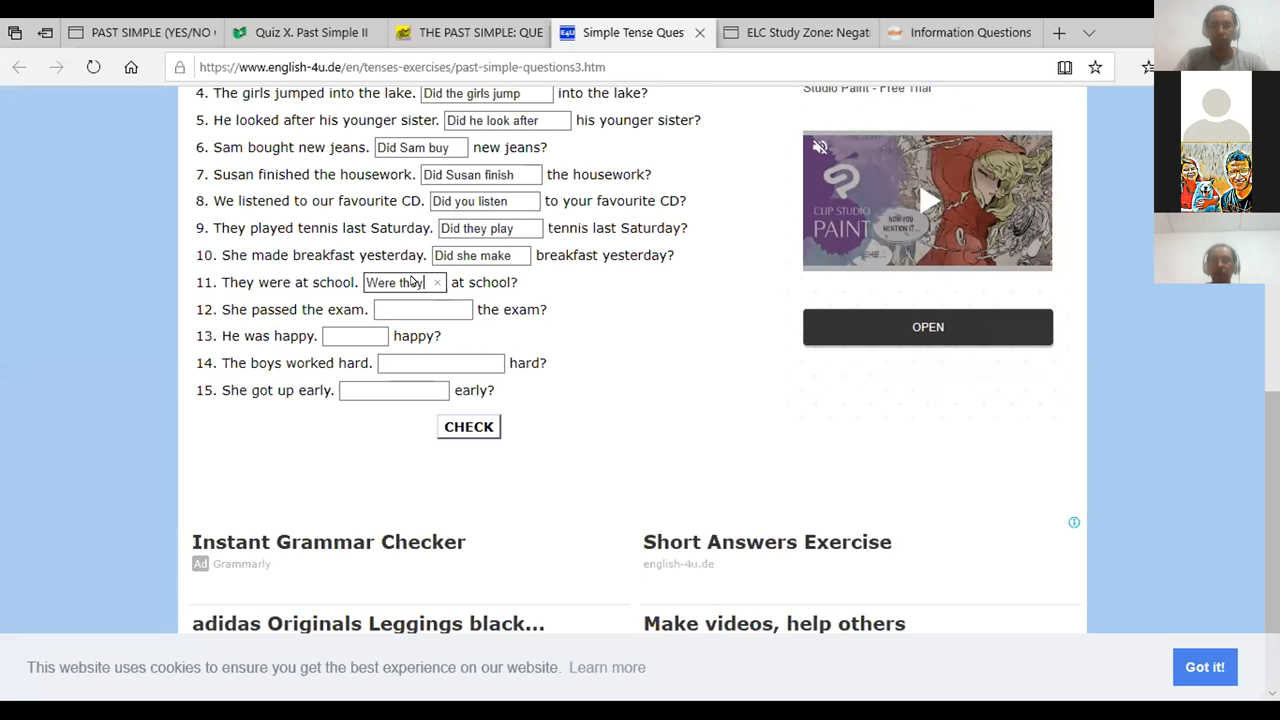 PAST SIMPLE (YES/NO
Quiz X. Past Simple II
THE PAST SIMPLE: QUE
Simple Tense Ques
ELC Study Zone: Negati
Information Questions
https://www.english-4u.de/en/tenses-exercises/past-simple-questions3.htm
4. The girls jumped into the lake. Did the girls jump into the lake?
Studio Paint - Free Trial
5. He looked after his younger sister. Did he look after his younger sister?
6. Sam bought new jeans. Did Sam buy new jeans?
7. Susan finished the housework. Did Susan finish the housework?
8. We listened to our favourite CD. Did you listen to your favourite CD?
9. They played tennis last Saturday. Did they play tennis last Saturday?
10. She made breakfast yesterday. Did she make breakfast yesterday?
11. They were at school. Were they at school?
12. She passed the exam. the exam?
13. He was happy. happy?
14. The boys worked hard. hard?
15. She got up early. early?
CHECK
CLIP STUDIO
PAINT
NOW YOU
MENTION IT...
OPEN
Instant Grammar Checker
Ad Grammarly
Short Answers Exercise
english-4u.de
adidas Originals Leggings black...
Make videos, help others
This website uses cookies to ensure you get the best experience on our website. Learn more
Got it!